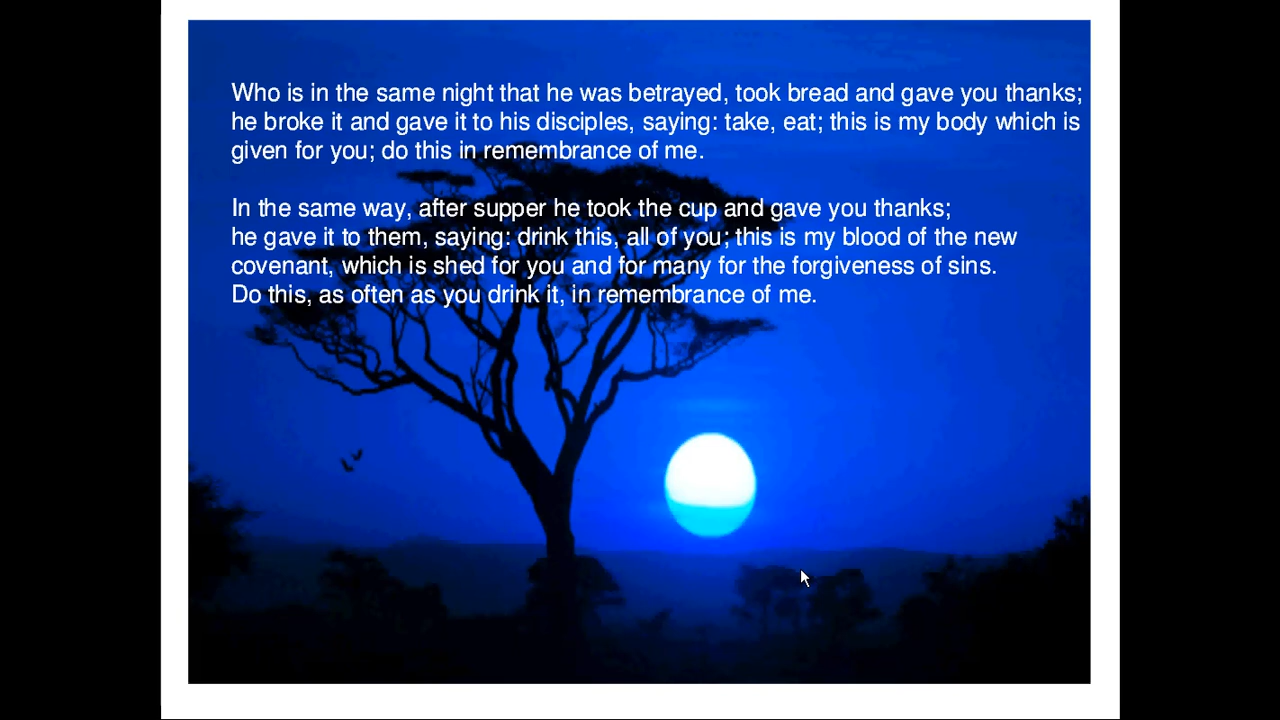 Who is in the same night that he was betrayed, took bread and gave you thanks;
he broke it and gave it to his disciples, saying: take, eat; this is my body which is
given for you; do this in remembrance of me.
In the same way, after supper he took the cup and gave you thanks;
he gave it to them, saying: drink this, all of you; this is my blood of the new
covenant, which is shed for you and for many for the forgiveness of sins.
Do this, as often as you drink it, in remembrance of me.